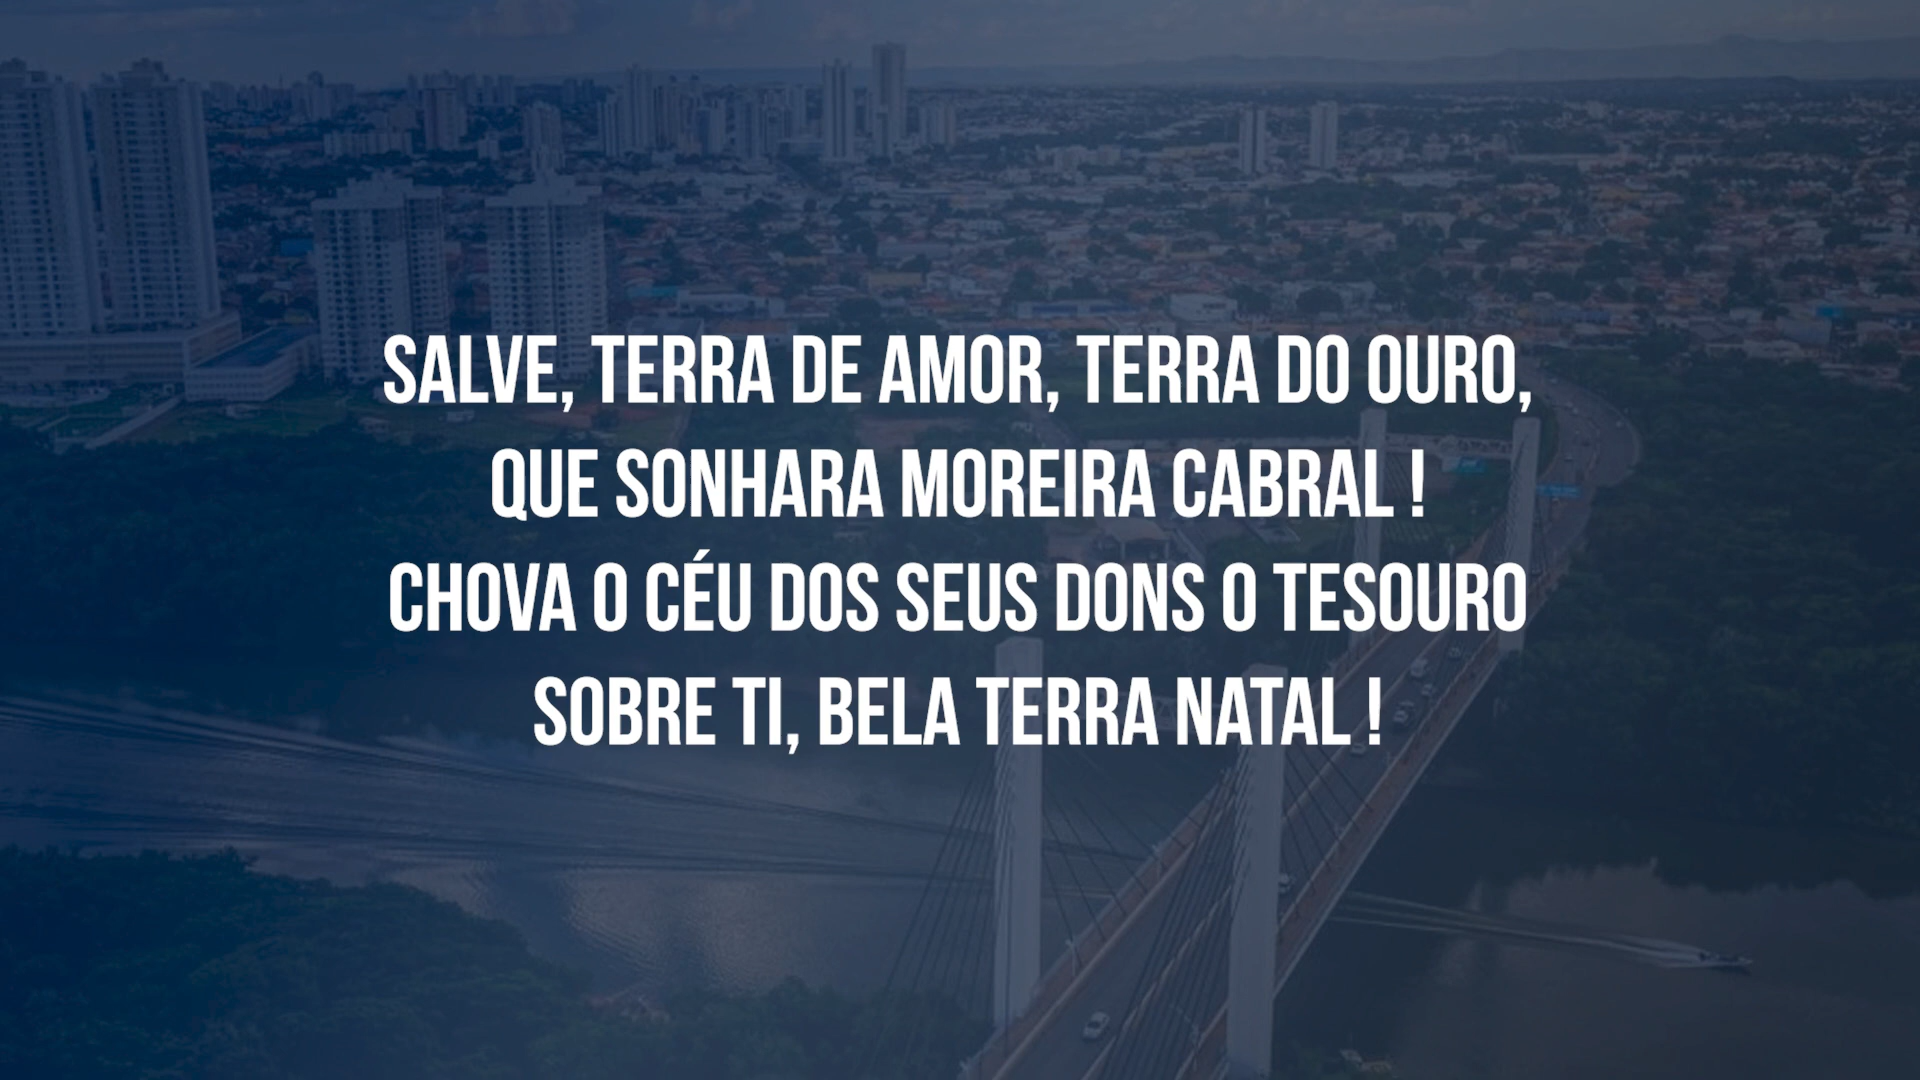 SALVE, TERRA DE AMOR, TERRA DO OURO,
QUE SONHARA MOREIRA CABRAL !
CHOVA O CÉU DOS SEUS DONS O TESOURO
SOBRE TI, BELA TERRA NATAL !